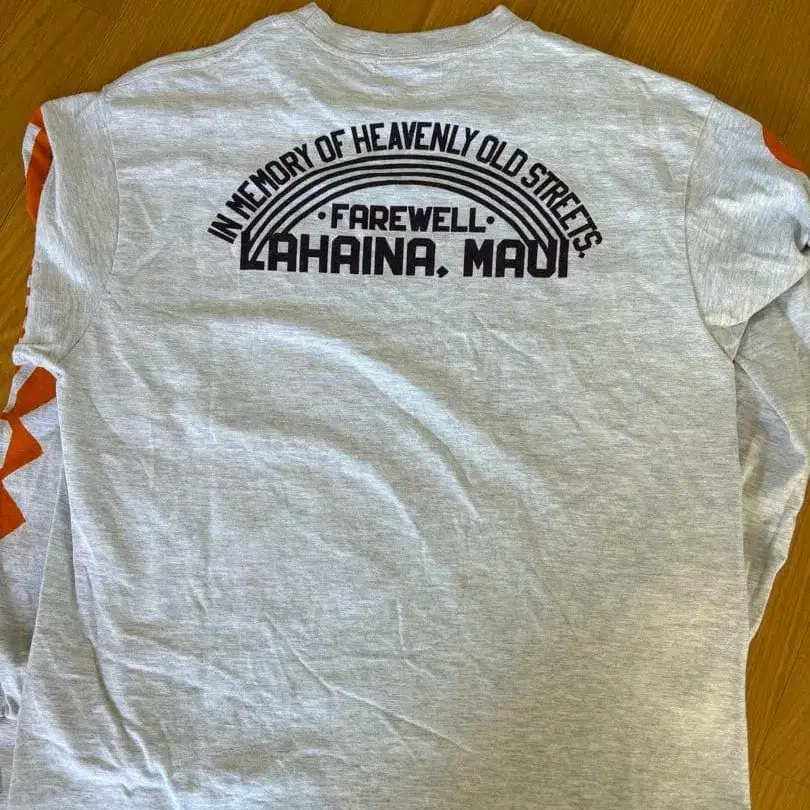 IN MEMORY OF HEAVENLY OLD STREETS.
·FAREWELL·
LAHAINA, MAUI